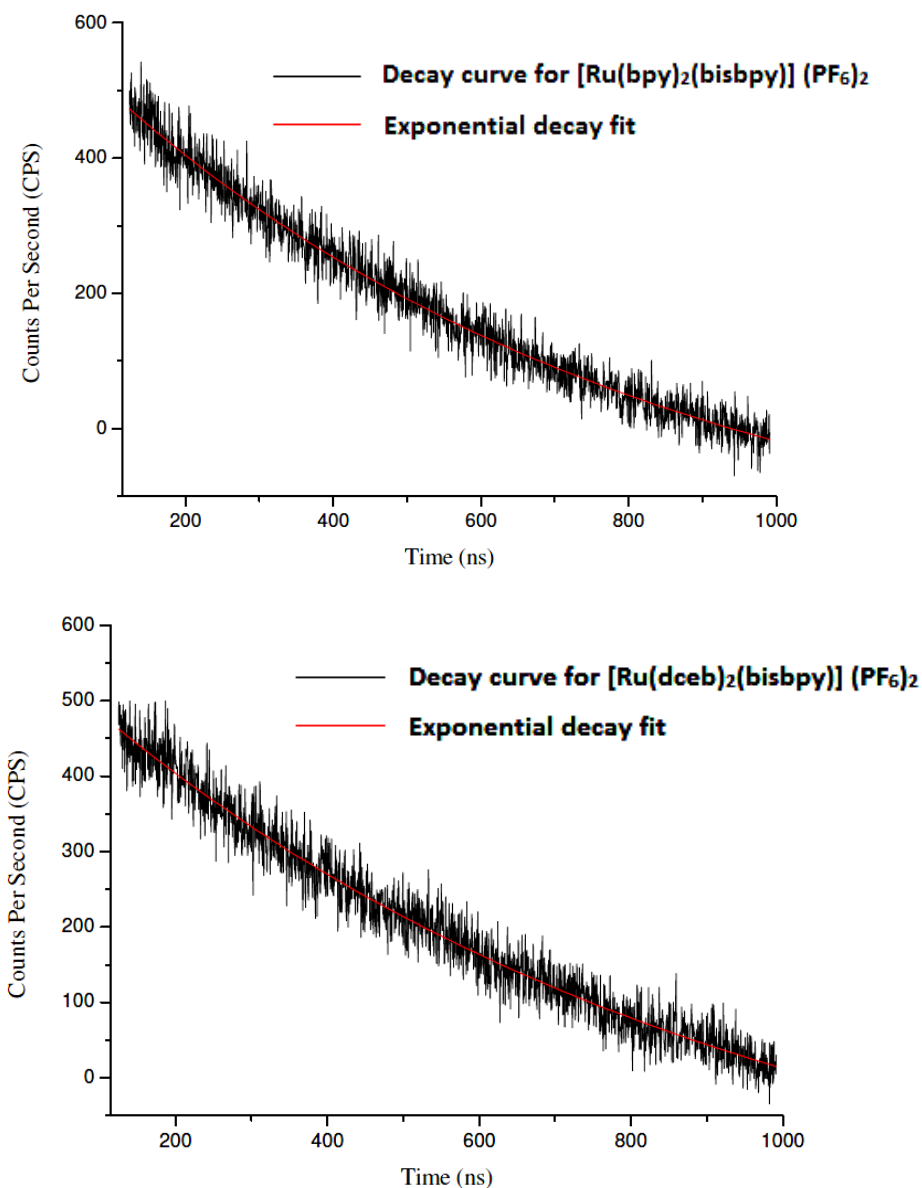 600
Decay curve for [Ru(bpy)₂(bisbpy)] (PF₆)₂
Exponential decay fit
400
Counts Per Second (CPS)
200
0
200 400 600 800 1000
Time (ns)
600
Decay curve for [Ru(dceb)₂(bisbpy)] (PF₆)₂
500
Exponential decay fit
400
Counts Per Second (CPS)
300
200
100
0
200 400 600 800 1000
Time (ns)